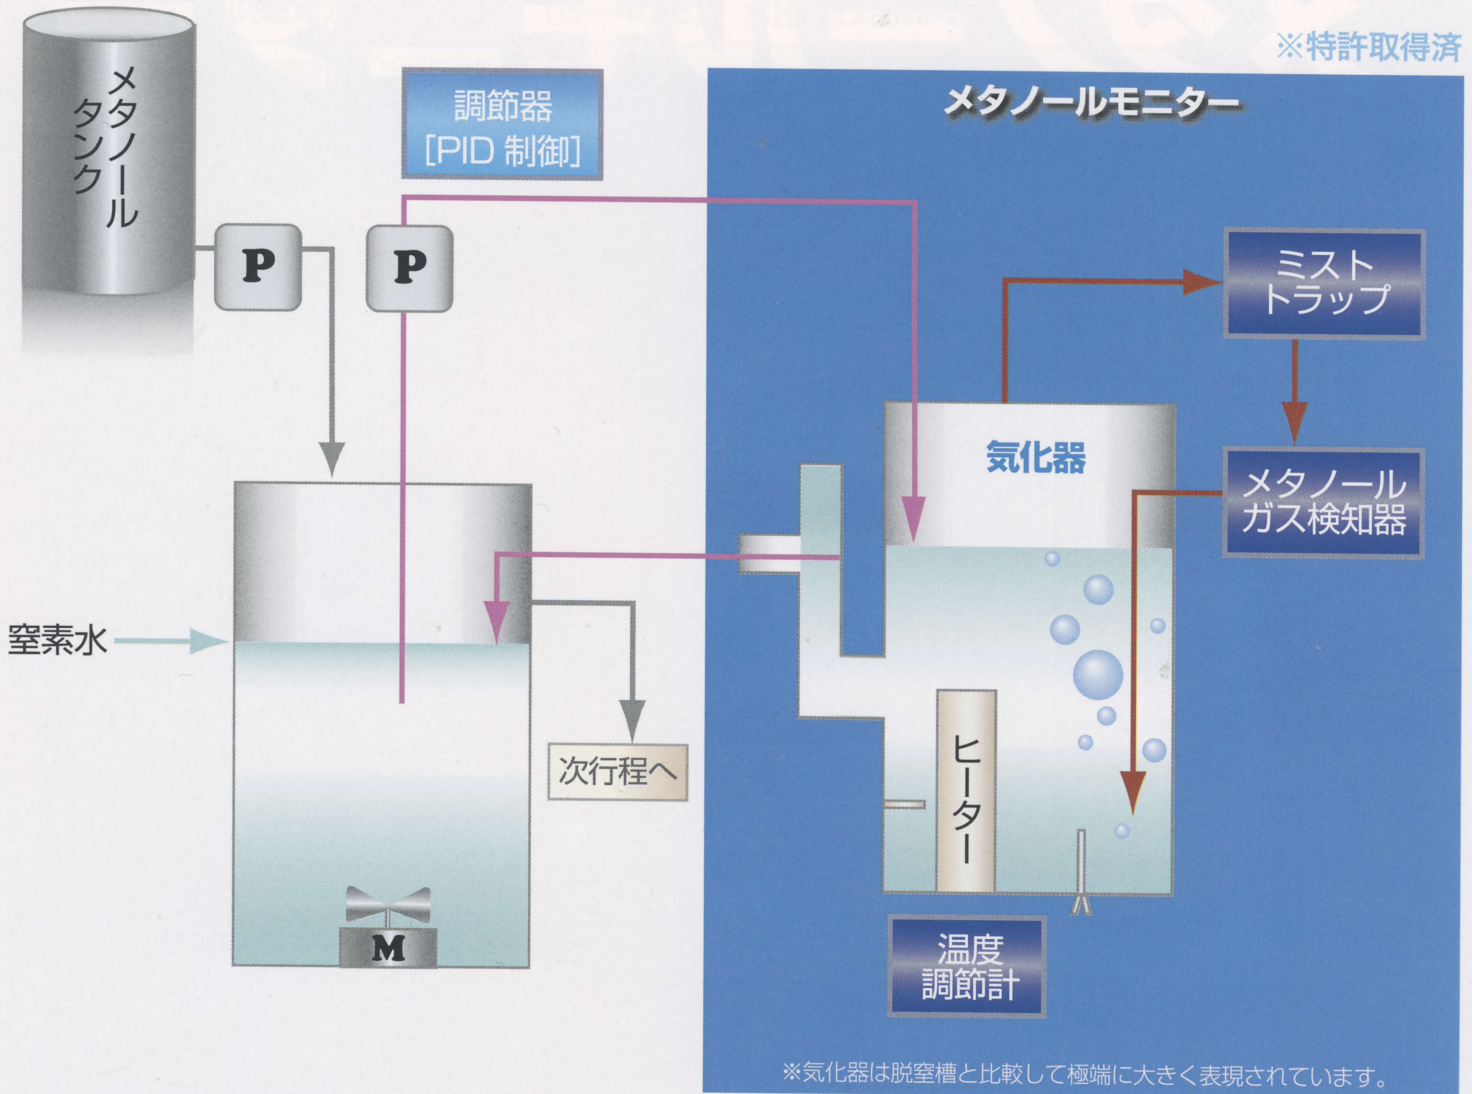 ※特許取得済
メタノール
タンク
調節器
[PID 制御]
メタノールモニター
P
P
ミスト
トラップ
気化器
メタノール
ガス検知器
窒素水
次行程へ
ヒーター
M
温度
調節計
※気化器は脱窒槽と比較して極端に大きく表現されています。